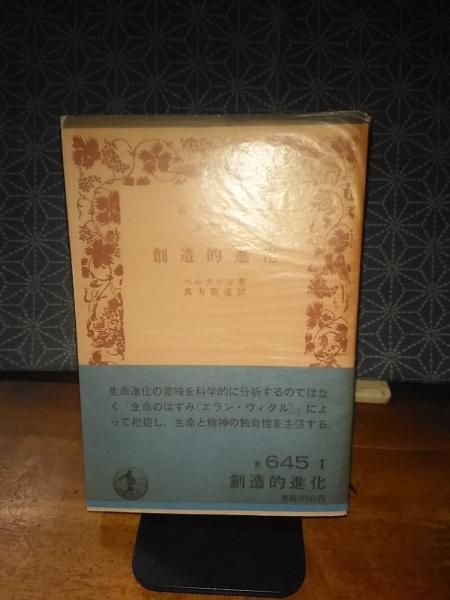 創造的進化
ベルクソン著
真方敬道訳
生命進化の意味を科学的に分析するのではな
く「生命のはずみ（エラン・ヴィタル）」によ
って把捉し、生命と精神の独自性を主張する
青 645-1
創造的進化